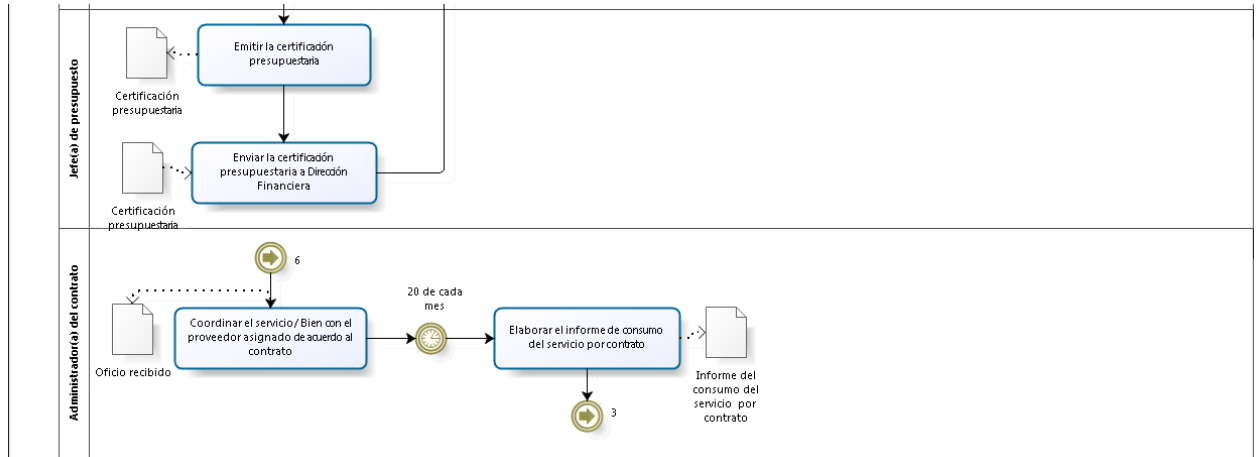 Jefe(a) de presupuesto
Emitir la certificación
presupuestaria
Certificación
presupuestaria
Enviar la certificación
presupuestaria a Dirección
Financiera
Certificación
presupuestaria
Administrador(a) del contrato
6
20 de cada
mes
Coordinar el servicio/ Bien con el
proveedor asignado de acuerdo al
contrato
Oficio recibido
Elaborar el informe de consumo
del servicio por contrato
Informe del
consumo del
servicio por
contrato
3